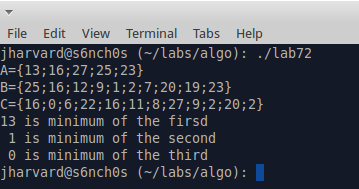 File Edit View Terminal Tabs Help
jharvard@s6nch0s (~/labs/algo): ./lab72
A={13;16;27;25;23}
B={25;16;12;9;1;2;7;20;19;23}
C={16;0;6;22;16;11;8;27;9;2;20;2}
13 is minimum of the firsd
 1 is minimum of the second
 0 is minimum of the third
jharvard@s6nch0s (~/labs/algo):